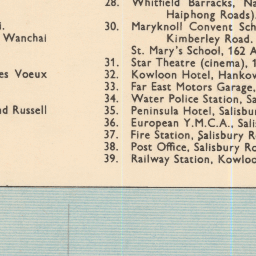 28. Whitfield Barracks, Na
Haiphong Roads)
i.
30. Maryknoll Convent Sch
Wanchai
Kimberley Road.
St. Mary's School, 162 A
31. Star Theatre (cinema), 1
es Voeux
32. Kowloon Hotel, Hankow
33. Far East Motors Garage,
34. Water Police Station, Sa
nd Russell
35. Peninsula Hotel, Salisbu
36. European Y.M.C.A., Sali
37. Fire Station, Salisbury R
38. Post Office, Salisbury Ro
39. Railway Station, Kowloo